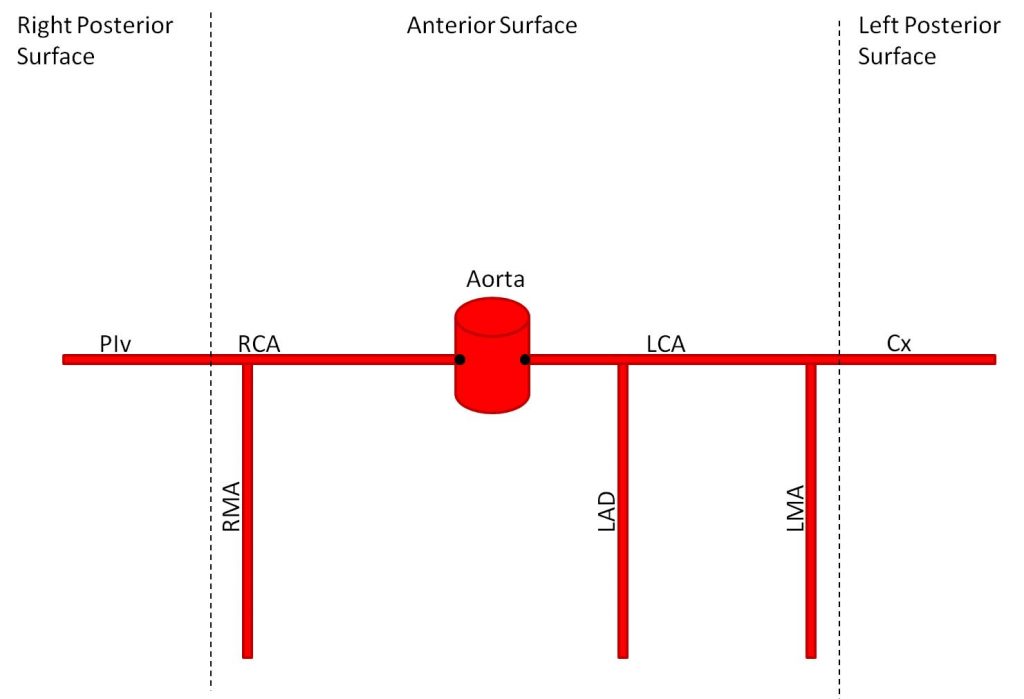 Right Posterior
Surface
Anterior Surface
Left Posterior
Surface
Aorta
PIv
RCA
LCA
Cx
RMA
LAD
LMA